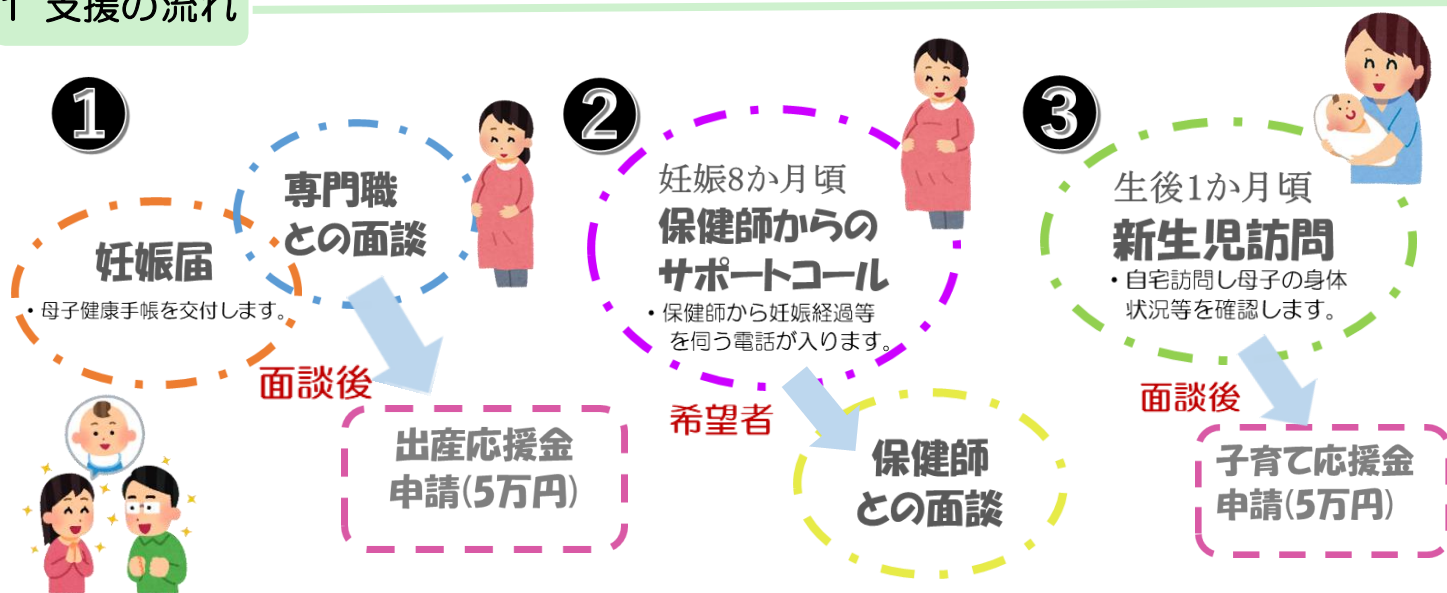 1 支援の流れ
1
妊娠届
・母子健康手帳を交付します。
専門職
との面談
面談後
出産応援金
申請(5万円)
2
妊娠8か月頃
保健師からの
サポートコール
・保健師から妊娠経過等
を伺う電話が入ります。
希望者
保健師
との面談
3
生後1か月頃
新生児訪問
・自宅訪問し母子の身体
状況等を確認します。
面談後
子育て応援金
申請(5万円)